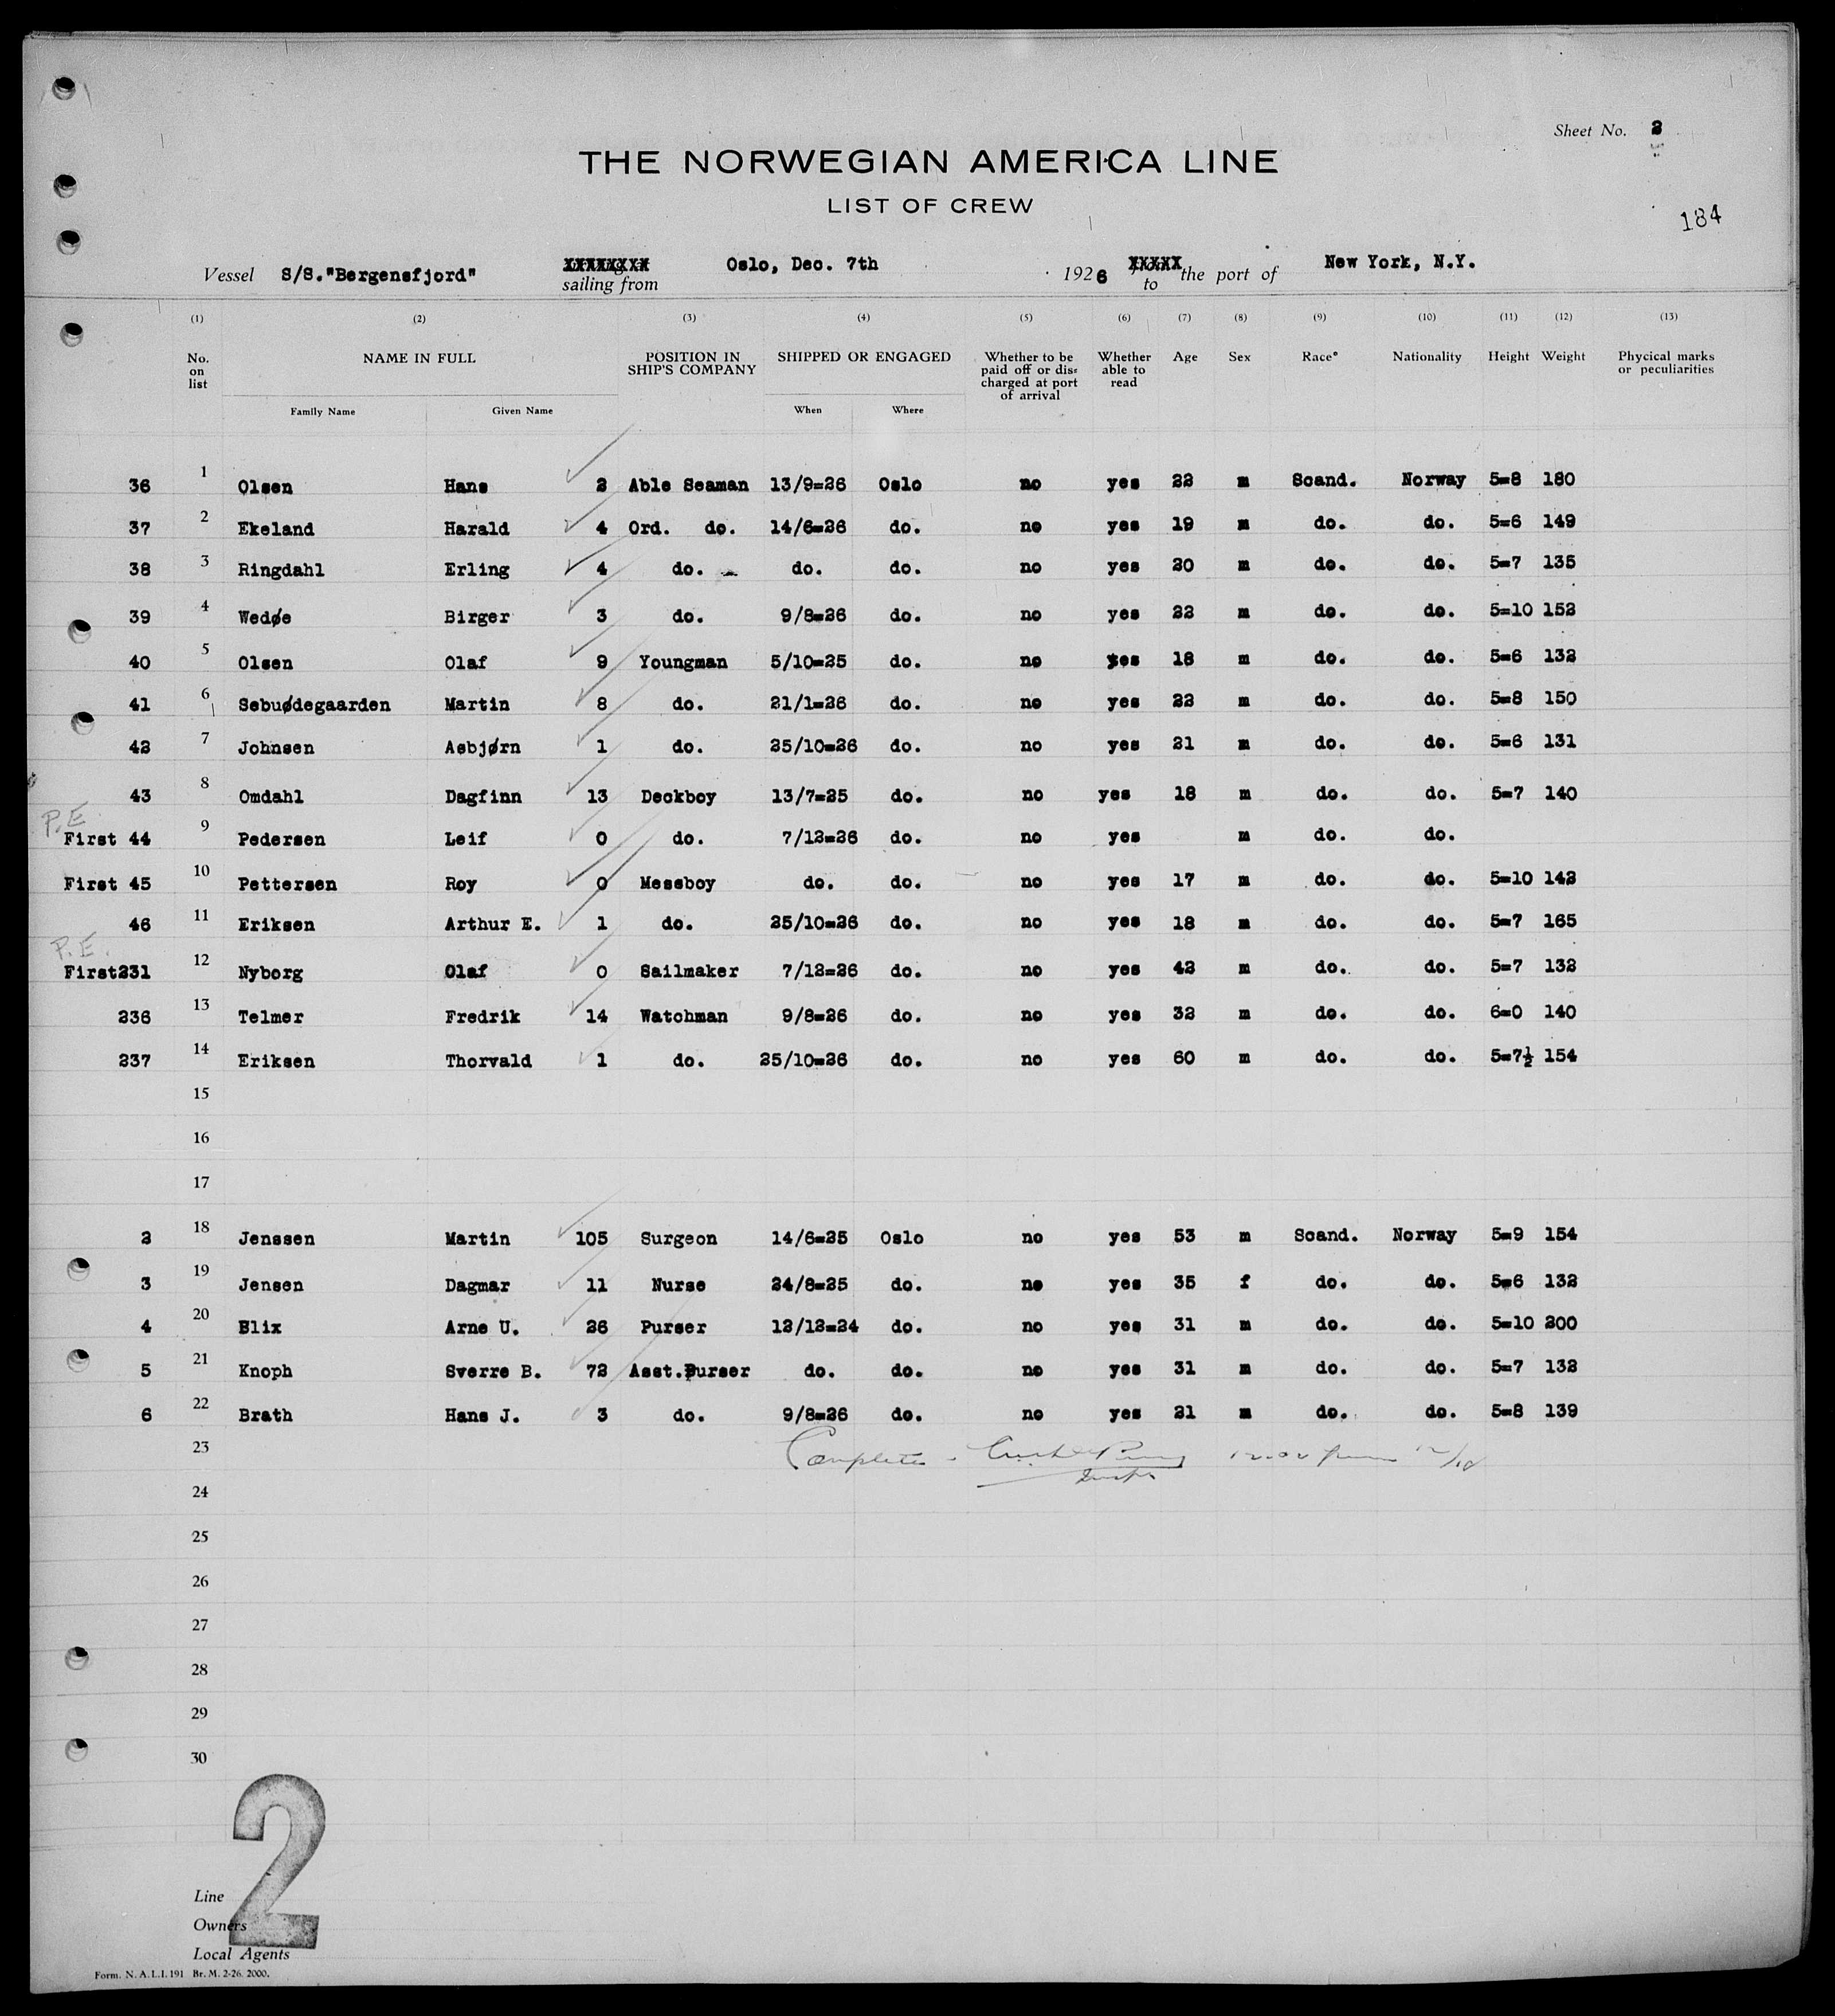 Sheet No. 2
THE NORWEGIAN AMERICA LINE
LIST OF CREW
184
Vessel S/S."Bergensfjord" sailing from Oslo, Dec. 7th 1926 to the port of New York, N.Y.
(1) (2) (3) (4) (5) (6) (7) (8) (9) (10) (11) (12) (13)
No. on list NAME IN FULL POSITION IN SHIP'S COMPANY SHIPPED OR ENGAGED Whether to be paid off or discharged at port of arrival Whether able to read Age Sex Race* Nationality Height Weight Phycical marks or peculiarities
Family Name Given Name When Where
36 1 Olsen Hans 2 Able Seaman 13/9=26 Oslo no yes 22 m Scand. Norway 5=8 180
37 2 Ekeland Harald 4 Ord. do. 14/6=26 do. no yes 19 m do. do. 5=6 149
38 3 Ringdahl Erling 4 do. do. do. no yes 20 m do. do. 5=7 135
39 4 Wedøe Birger 3 do. 9/8=26 do. no yes 22 m do. do. 5=10 152
40 5 Olsen Olaf 9 Youngman 5/10=25 do. no yes 18 m do. do. 5=6 132
41 6 Sebuødegaarden Martin 8 do. 21/1=26 do. no yes 22 m do. do. 5=8 150
42 7 Johnsen Asbjørn 1 do. 25/10=26 do. no yes 21 m do. do. 5=6 131
43 8 Omdahl Dagfinn 13 Deckboy 13/7=25 do. no yes 18 m do. do. 5=7 140
P.E.
First 44 9 Pedersen Leif 0 do. 7/12=26 do. no yes m do. do.
First 45 10 Pettersen Roy 0 Messboy do. do. no yes 17 m do. do. 5=10 142
46 11 Eriksen Arthur E. 1 do. 25/10=26 do. no yes 18 m do. do. 5=7 165
P.E.
First231 12 Nyborg Olaf 0 Sailmaker 7/12=26 do. no yes 42 m do. do. 5=7 132
236 13 Telmer Fredrik 14 Watchman 9/8=26 do. no yes 32 m do. do. 6=0 140
237 14 Eriksen Thorvald 1 do. 25/10=26 do. no yes 60 m do. do. 5=7½ 154
15
16
17
2 18 Jenssen Martin 105 Surgeon 14/6=25 Oslo no yes 53 m Scand. Norway 5=9 154
3 19 Jensen Dagmar 11 Nurse 24/8=25 do. no yes 35 f do. do. 5=6 132
4 20 Blix Arne U. 26 Purser 12/12=24 do. no yes 31 m do. do. 5=10 200
5 21 Knoph Sverre B. 72 Asst.Purser do. do. no yes 31 m do. do. 5=7 132
6 22 Brath Hans J. 3 do. 9/8=26 do. no yes 21 m do. do. 5=8 139
23 Complete
24
25
26
27
28
29
30
2
Line
Owners
Local Agents
Form. N. A. L. I. 191 Br. M. 2-26. 2000.